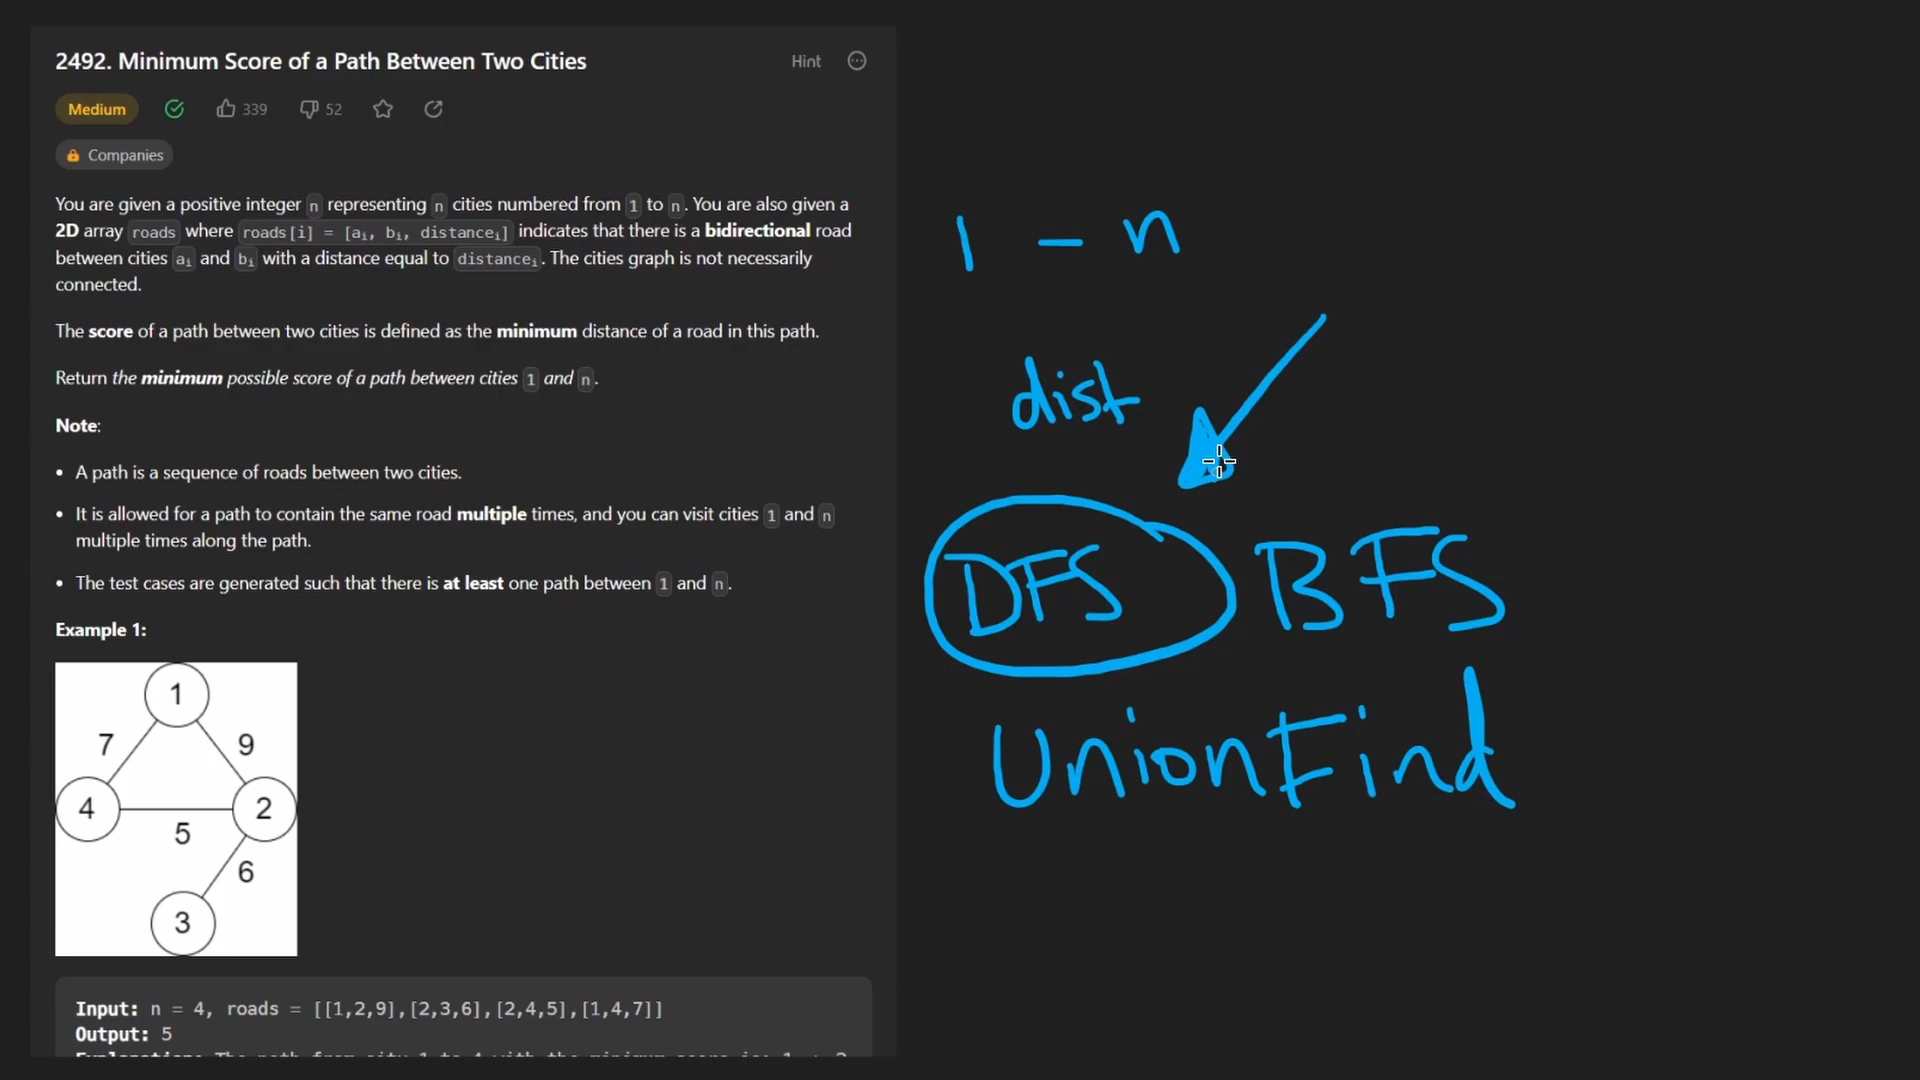 2492. Minimum Score of a Path Between Two Cities
Hint
Medium
339
52
Companies
You are given a positive integer n representing n cities numbered from 1 to n. You are also given a
2D array roads where roads[i] = [aᵢ, bᵢ, distanceᵢ] indicates that there is a bidirectional road
between cities aᵢ and bᵢ with a distance equal to distanceᵢ. The cities graph is not necessarily
connected.
The score of a path between two cities is defined as the minimum distance of a road in this path.
Return the minimum possible score of a path between cities 1 and n.
Note:
• A path is a sequence of roads between two cities.
• It is allowed for a path to contain the same road multiple times, and you can visit cities 1 and n
multiple times along the path.
• The test cases are generated such that there is at least one path between 1 and n.
Example 1:
1
7
9
4
2
5
6
3
Input: n = 4, roads = [[1,2,9],[2,3,6],[2,4,5],[1,4,7]]
Output: 5
1 - n
dist
DFS BFS
UnionFind